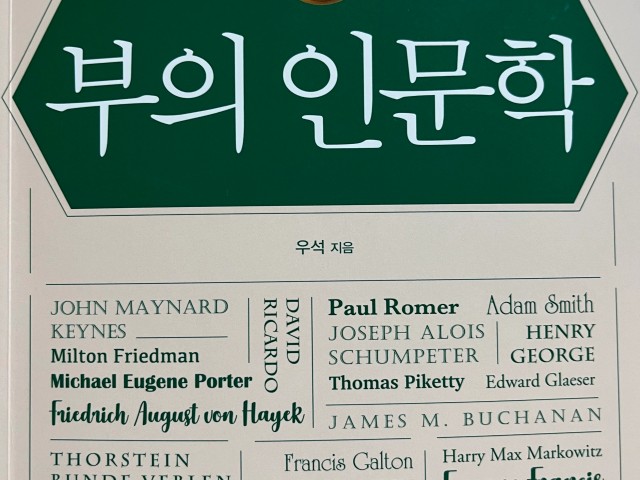 부의 인문학
우석 지음
JOHN MAYNARD
KEYNES
Milton Friedman
Michael Eugene Porter
Friedrich August von Hayek
DAVID
RICARDO
Paul Romer
Adam Smith
JOSEPH ALOIS
SCHUMPETER
HENRY
GEORGE
Thomas Piketty
Edward Glaeser
JAMES M. BUCHANAN
THORSTEIN
BUNDE VEBLEN
Francis Galton
Harry Max Markowitz